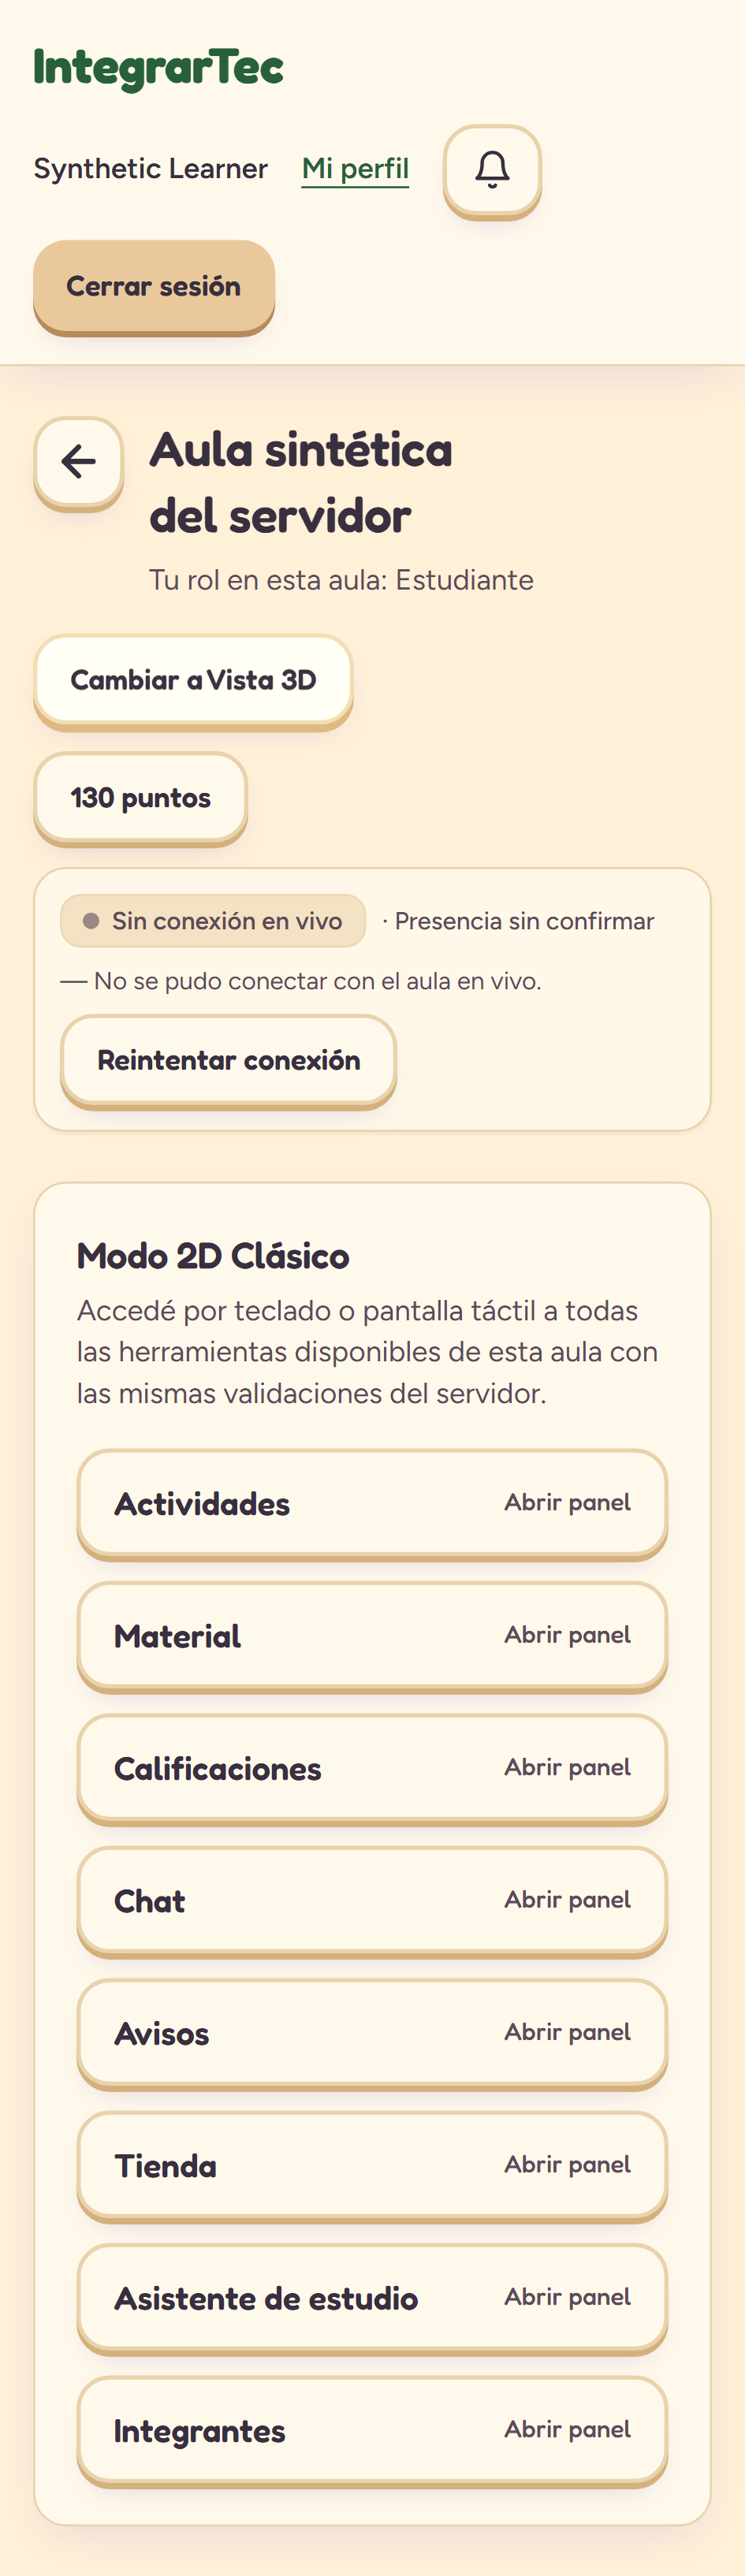 IntegrarTec
Synthetic Learner Mi perfil
Cerrar sesión
Aula sintética
del servidor
Tu rol en esta aula: Estudiante
Cambiar a Vista 3D
130 puntos
Sin conexión en vivo · Presencia sin confirmar
— No se pudo conectar con el aula en vivo.
Reintentar conexión
Modo 2D Clásico
Accedé por teclado o pantalla táctil a todas
las herramientas disponibles de esta aula con
las mismas validaciones del servidor.
Actividades Abrir panel
Material Abrir panel
Calificaciones Abrir panel
Chat Abrir panel
Avisos Abrir panel
Tienda Abrir panel
Asistente de estudio Abrir panel
Integrantes Abrir panel